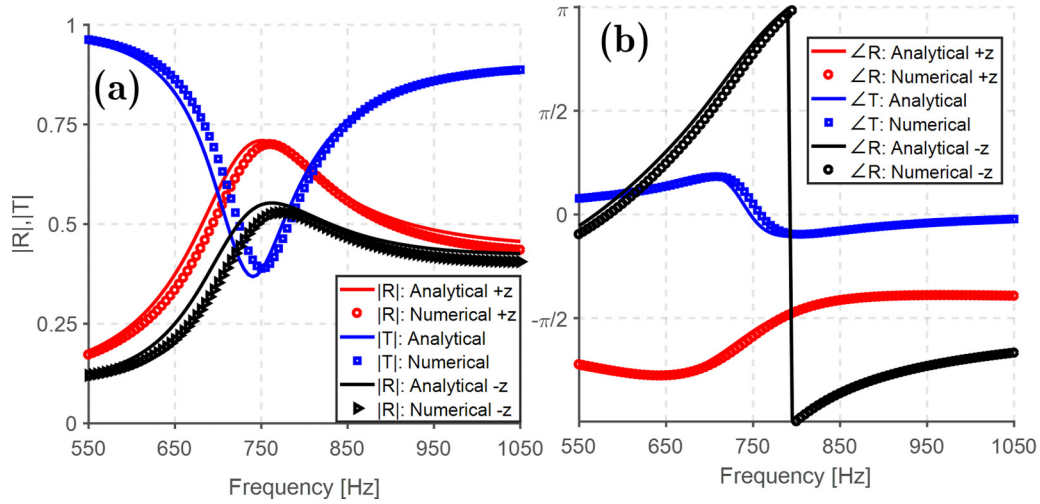 (a)
|R|,|T|
1
0.75
0.5
0.25
0
550 650 750 850 950 1050
Frequency [Hz]
|R|: Analytical +z
|R|: Numerical +z
|T|: Analytical
|T|: Numerical
|R|: Analytical -z
|R|: Numerical -z
(b)
π
π/2
0
-π/2
550 650 750 850 950 1050
Frequency [Hz]
∠R: Analytical +z
∠R: Numerical +z
∠T: Analytical
∠T: Numerical
∠R: Analytical -z
∠R: Numerical -z